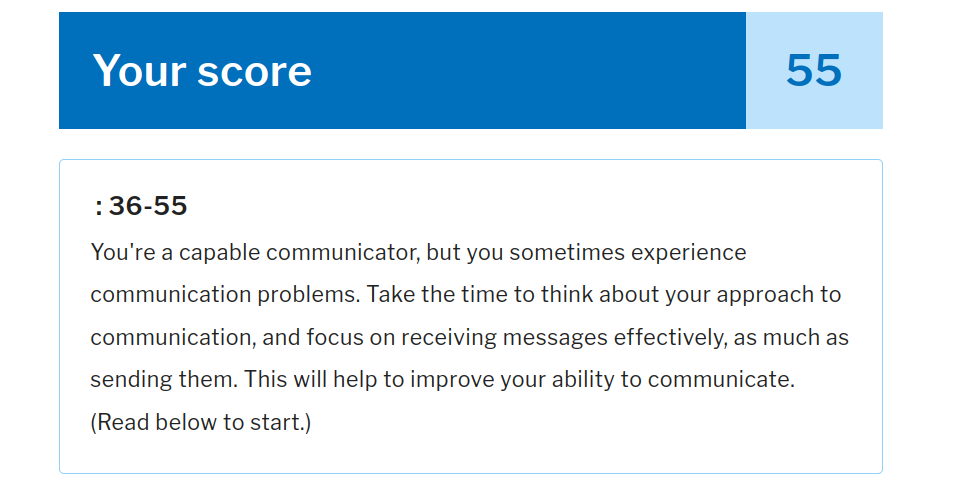 Your score
55
: 36-55
You're a capable communicator, but you sometimes experience
communication problems. Take the time to think about your approach to
communication, and focus on receiving messages effectively, as much as
sending them. This will help to improve your ability to communicate.
(Read below to start.)